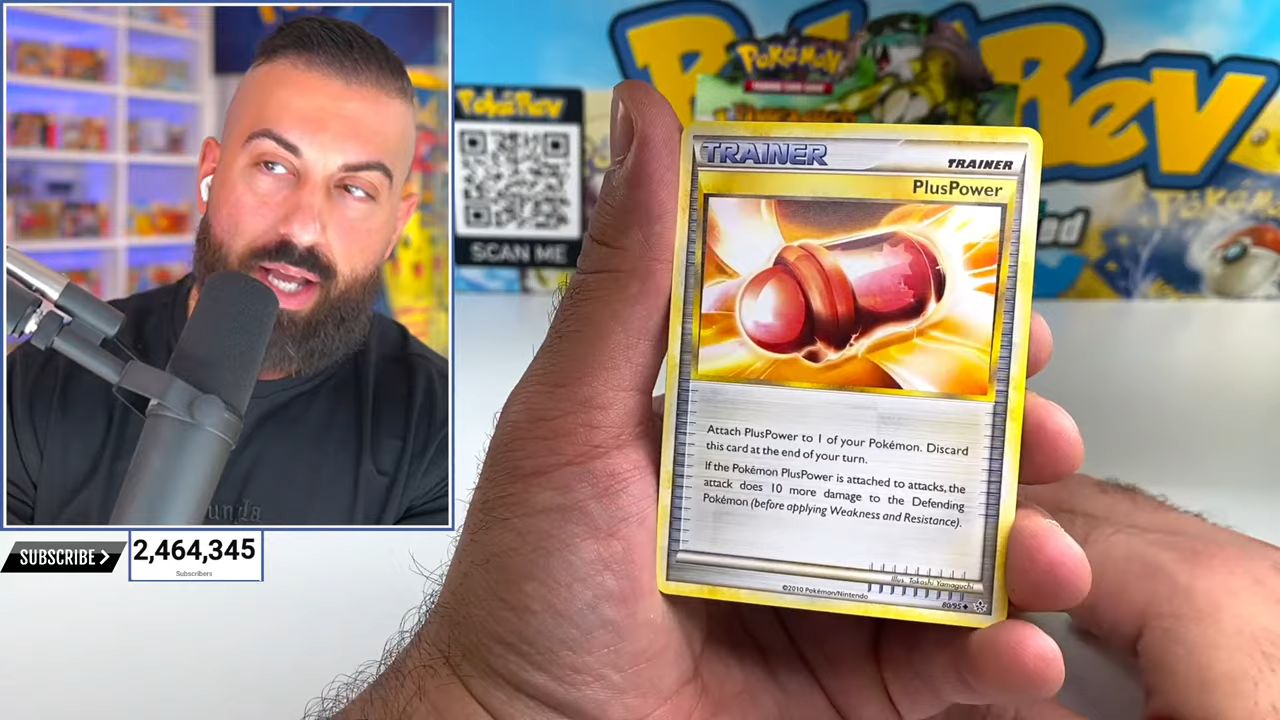 PokéRev
SCAN ME
Pokémon
PokéRev
TRAINER
TRAINER
PlusPower
Attach PlusPower to 1 of your Pokémon. Discard
this card at the end of your turn.
If the Pokémon PlusPower is attached to attacks, the
attack does 10 more damage to the Defending
Pokémon (before applying Weakness and Resistance).
Illus. Takashi Yamaguchi
©2010 Pokémon/Nintendo
80/95
SUBSCRIBE
2,464,345
Subscribers